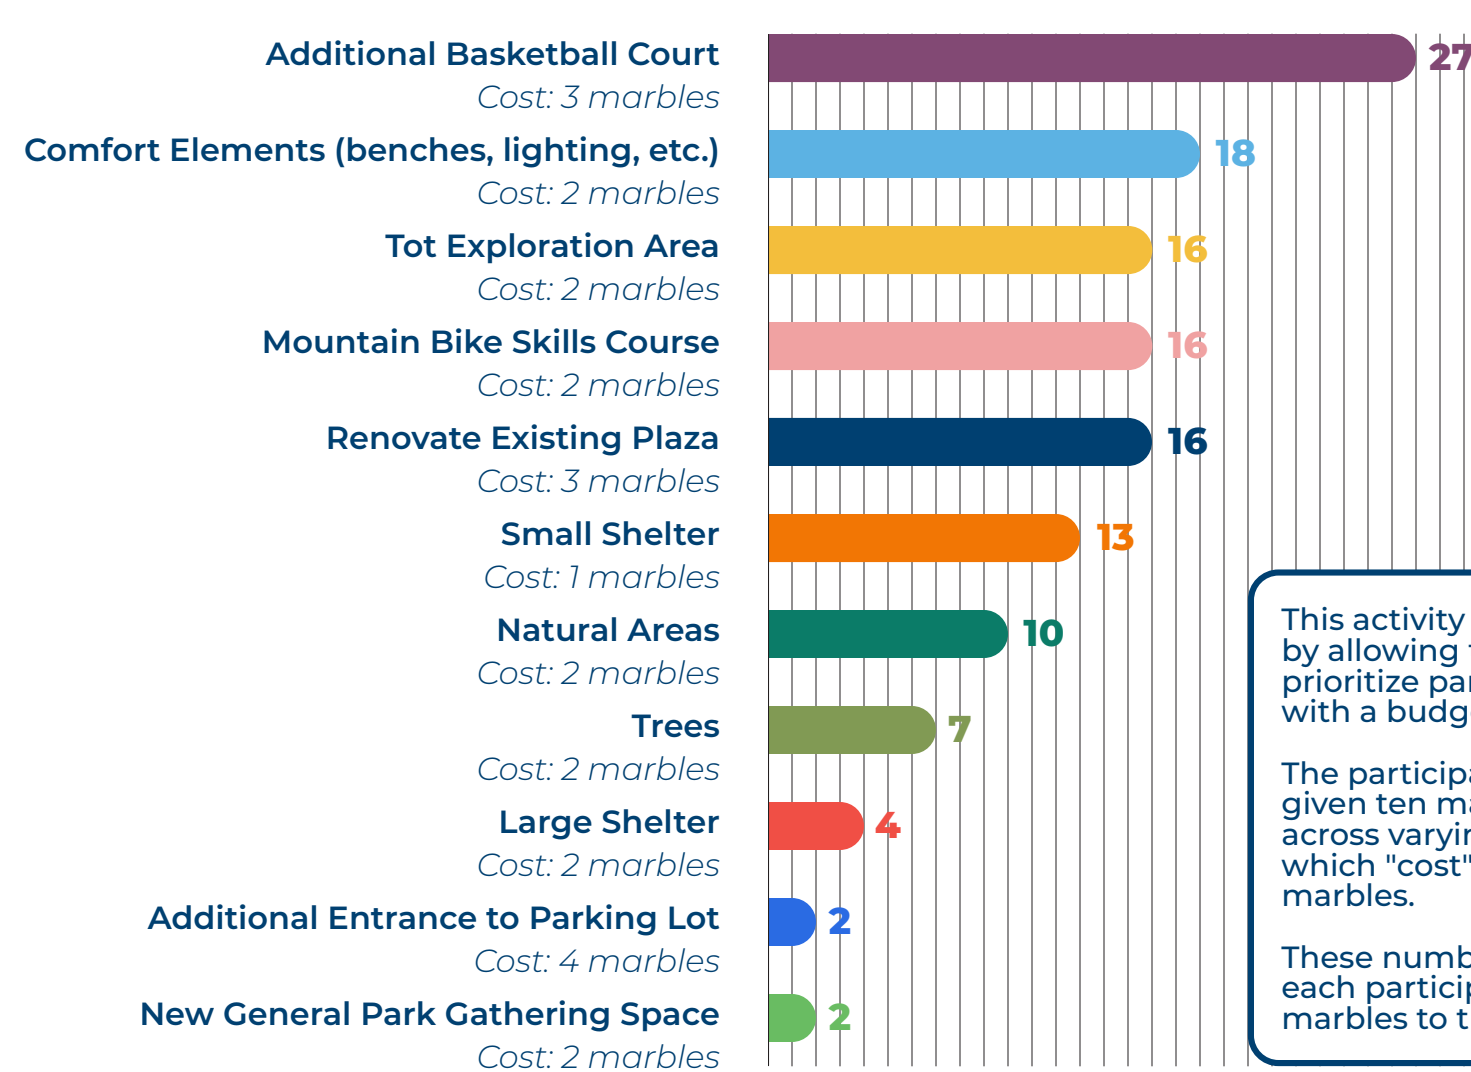 Additional Basketball Court
27
Cost: 3 marbles
Comfort Elements (benches, lighting, etc.)
18
Cost: 2 marbles
Tot Exploration Area
16
Cost: 2 marbles
Mountain Bike Skills Course
16
Cost: 2 marbles
Renovate Existing Plaza
16
Cost: 3 marbles
Small Shelter
13
Cost: 1 marbles
Natural Areas
10
Cost: 2 marbles
Trees
7
Cost: 2 marbles
Large Shelter
4
Cost: 2 marbles
Additional Entrance to Parking Lot
2
Cost: 4 marbles
New General Park Gathering Space
2
Cost: 2 marbles
This activity
by allowing
prioritize
with a
The
given ten
across
which "cost"
marbles.
These
each
marbles to